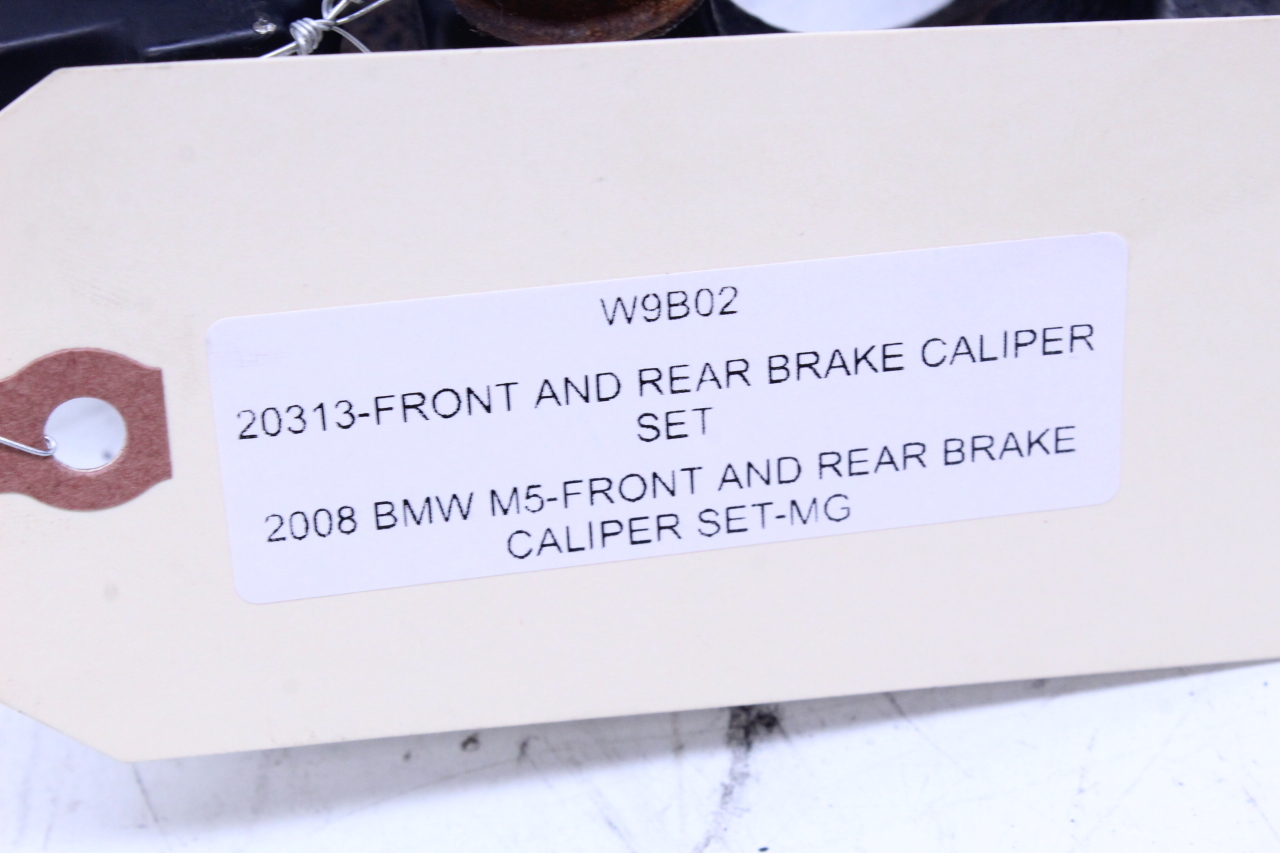 W9B02
20313-FRONT AND REAR BRAKE CALIPER
SET
2008 BMW M5-FRONT AND REAR BRAKE
CALIPER SET-MG